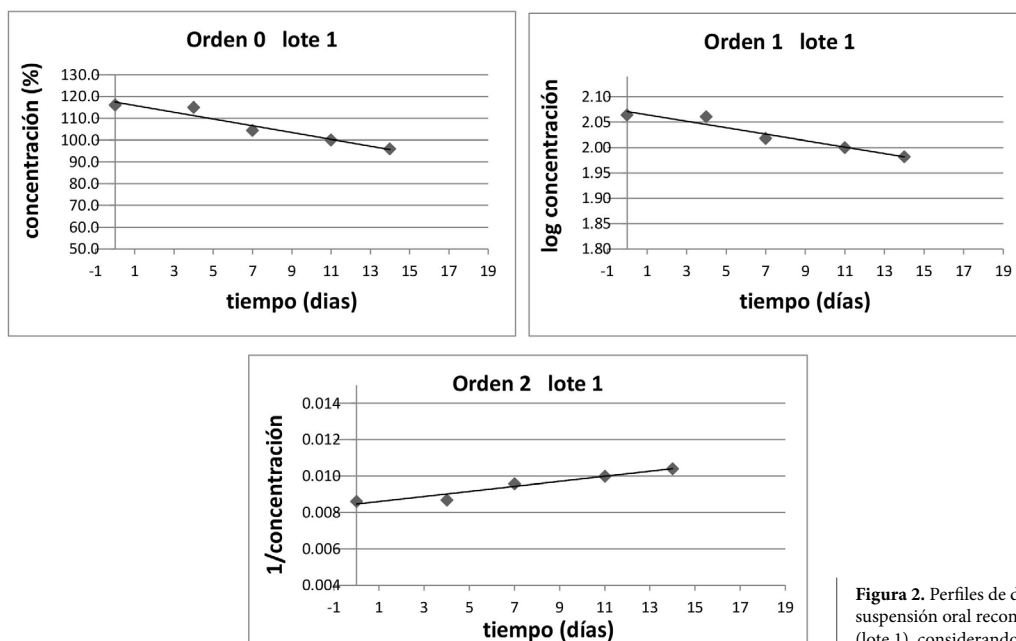 Orden 0 lote 1
concentración (%)
130.0
120.0
110.0
100.0
90.0
80.0
70.0
60.0
50.0
-1 1 3 5 7 9 11 13 15 17 19
tiempo (dias)
Orden 1 lote 1
log concentración
2.10
2.05
2.00
1.95
1.90
1.85
1.80
-1 1 3 5 7 9 11 13 15 17 19
tiempo (días)
Orden 2 lote 1
1/concentración
0.014
0.012
0.010
0.008
0.006
0.004
-1 1 3 5 7 9 11 13 15 17 19
tiempo (días)
Figura 2. Perfiles de d
suspensión oral recon
(lote 1), considerando